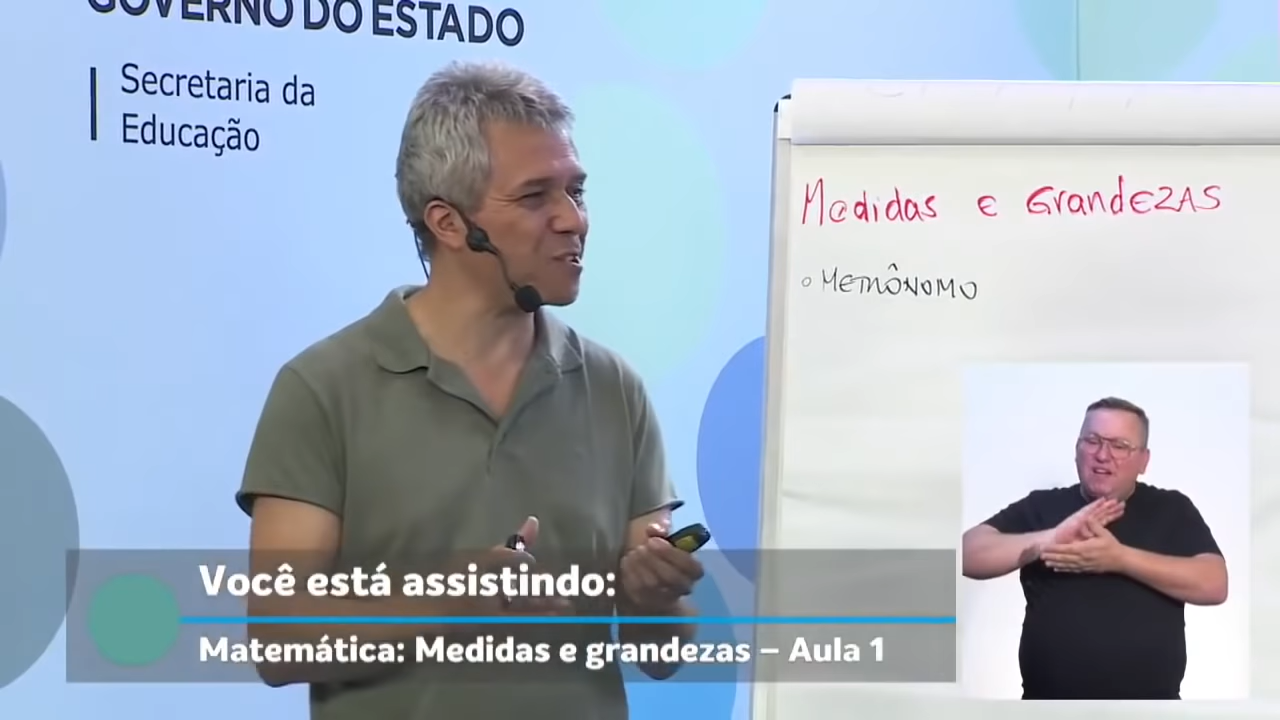 GOVERNO DO ESTADO
Secretaria da
Educação
Medidas e GrandEZAS
METRÔNOMO
Você está assistindo:
Matemática: Medidas e grandezas – Aula 1